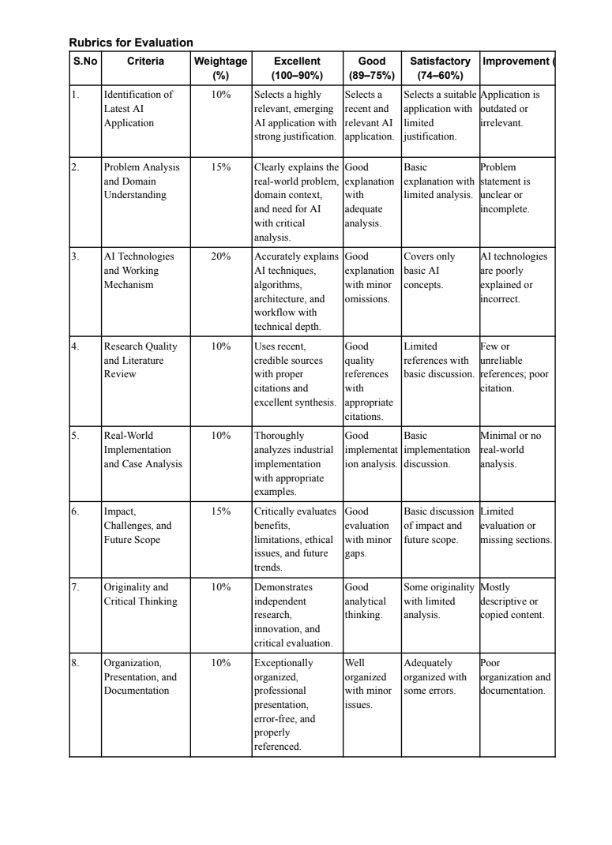 Rubrics for Evaluation
S.No Criteria Weightage (%) Excellent (100–90%) Good (89–75%) Satisfactory (74–60%) Improvement (
1. Identification of Latest AI Application 10% Selects a highly relevant, emerging AI application with strong justification. Selects a recent and relevant AI application. Selects a suitable application with limited justification. Application is outdated or irrelevant.
2. Problem Analysis and Domain Understanding 15% Clearly explains the real-world problem, domain context, and need for AI with critical analysis. Good explanation with adequate analysis. Basic explanation with limited analysis. Problem statement is unclear or incomplete.
3. AI Technologies and Working Mechanism 20% Accurately explains AI techniques, algorithms, architecture, and workflow with technical depth. Good explanation with minor omissions. Covers only basic AI concepts. AI technologies are poorly explained or incorrect.
4. Research Quality and Literature Review 10% Uses recent, credible sources with proper citations and excellent synthesis. Good quality references with appropriate citations. Limited references with basic discussion. Few or unreliable references; poor citation.
5. Real-World Implementation and Case Analysis 10% Thoroughly analyzes industrial implementation with appropriate examples. Good implementat ion analysis. Basic implementation discussion. Minimal or no real-world analysis.
6. Impact, Challenges, and Future Scope 15% Critically evaluates benefits, limitations, ethical issues, and future trends. Good evaluation with minor gaps. Basic discussion of impact and future scope. Limited evaluation or missing sections.
7. Originality and Critical Thinking 10% Demonstrates independent research, innovation, and critical evaluation. Good analytical thinking. Some originality with limited analysis. Mostly descriptive or copied content.
8. Organization, Presentation, and Documentation 10% Exceptionally organized, professional presentation, error-free, and properly referenced. Well organized with minor issues. Adequately organized with some errors. Poor organization and documentation.